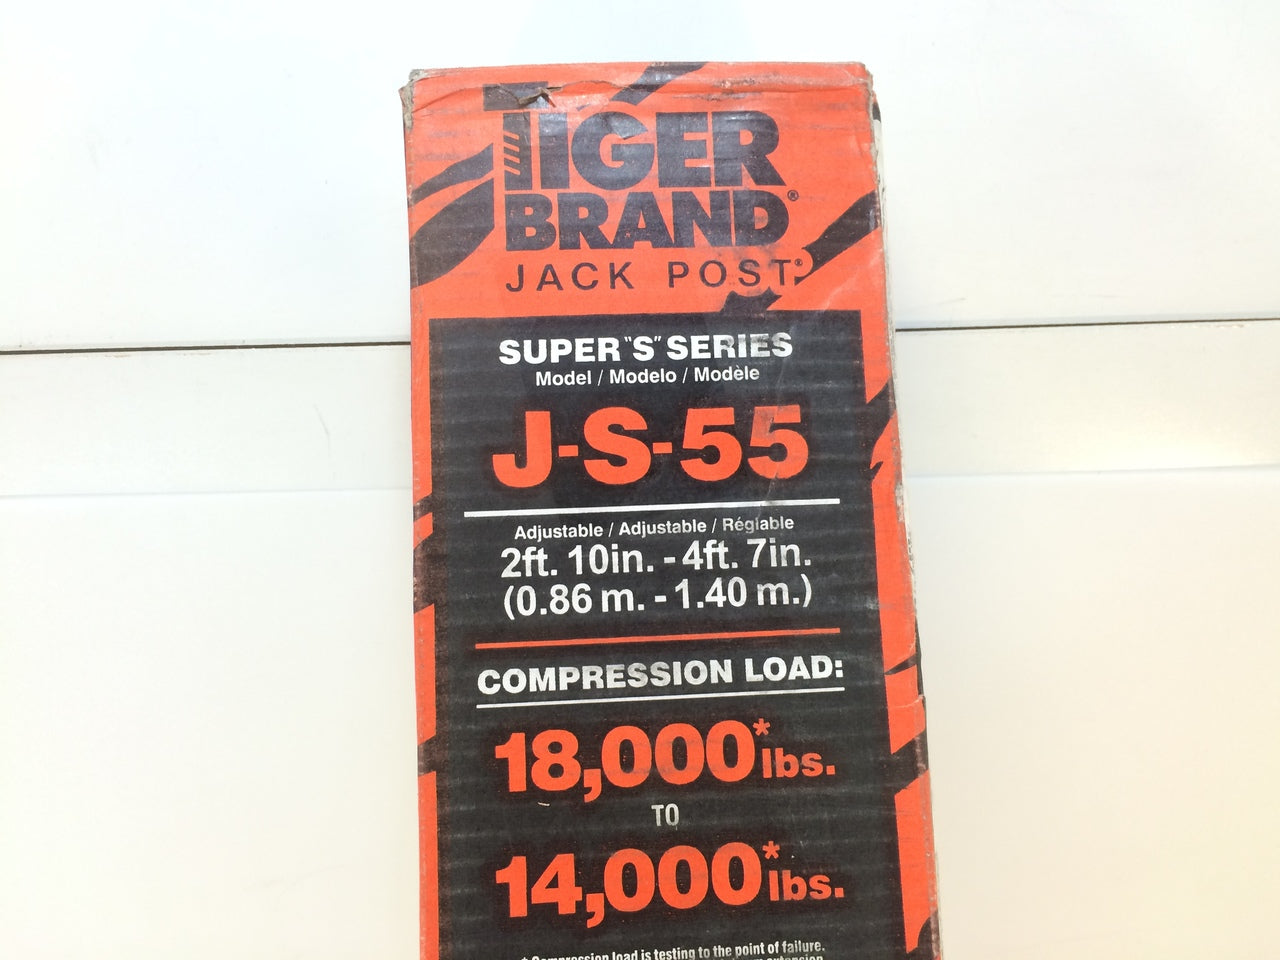 TIGER
BRAND®
JACK POST®
SUPER "S" SERIES
Model / Modelo / Modèle
J-S-55
Adjustable / Adjustable / Réglable
2ft. 10in. - 4ft. 7in.
(0.86 m. - 1.40 m.)
COMPRESSION LOAD:
18,000* lbs.
TO
14,000* lbs.
* Compression load is testing to the point of failure.
extension